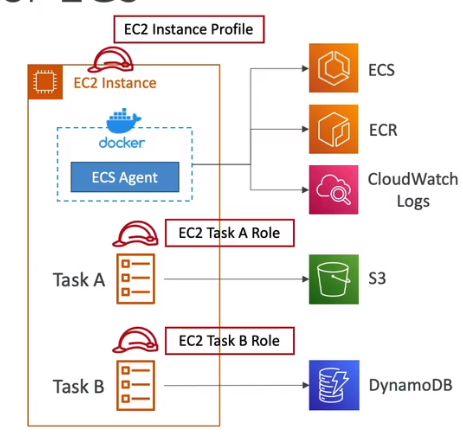 EC2 Instance Profile
EC2 Instance
docker
ECS Agent
ECS
ECR
CloudWatch
Logs
EC2 Task A Role
Task A
S3
EC2 Task B Role
Task B
DynamoDB